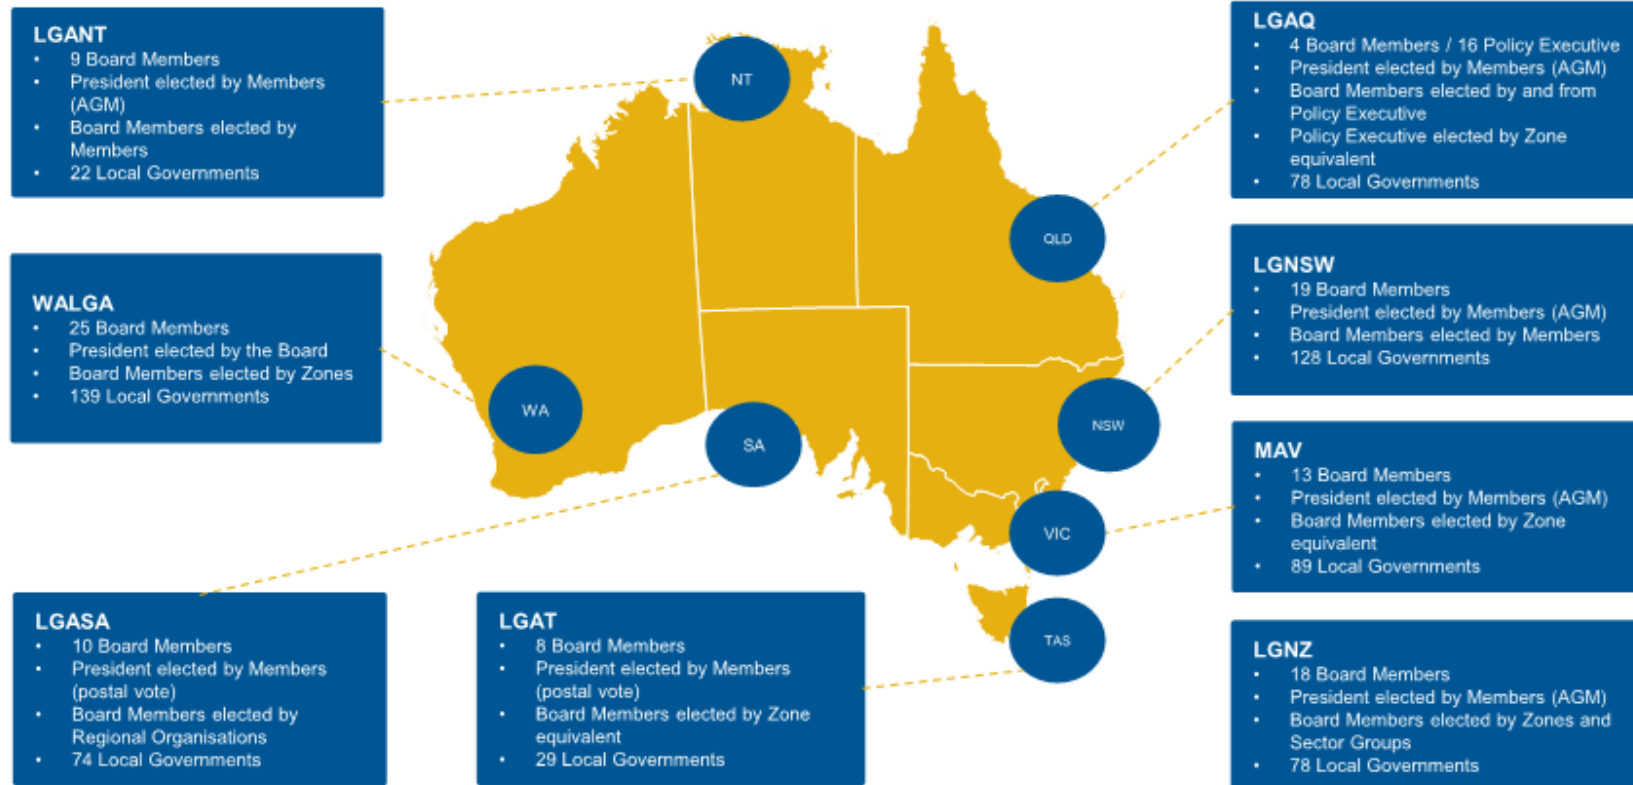 LGANT
• 9 Board Members
• President elected by Members
(AGM)
• Board Members elected by
Members
• 22 Local Governments
WALGA
• 25 Board Members
• President elected by the Board
• Board Members elected by Zones
• 139 Local Governments
LGASA
• 10 Board Members
• President elected by Members
(postal vote)
• Board Members elected by
Regional Organisations
• 74 Local Governments
LGAT
• 8 Board Members
• President elected by Members
(postal vote)
• Board Members elected by Zone
equivalent
• 29 Local Governments
NT
QLD
WA
SA
NSW
VIC
TAS
LGAQ
• 4 Board Members / 16 Policy Executive
• President elected by Members (AGM)
• Board Members elected by and from
Policy Executive
• Policy Executive elected by Zone
equivalent
• 78 Local Governments
LGNSW
• 19 Board Members
• President elected by Members (AGM)
• Board Members elected by Members
• 128 Local Governments
MAV
• 13 Board Members
• President elected by Members (AGM)
• Board Members elected by Zone
equivalent
• 89 Local Governments
LGNZ
• 18 Board Members
• President elected by Members (AGM)
• Board Members elected by Zones and
Sector Groups
• 78 Local Governments